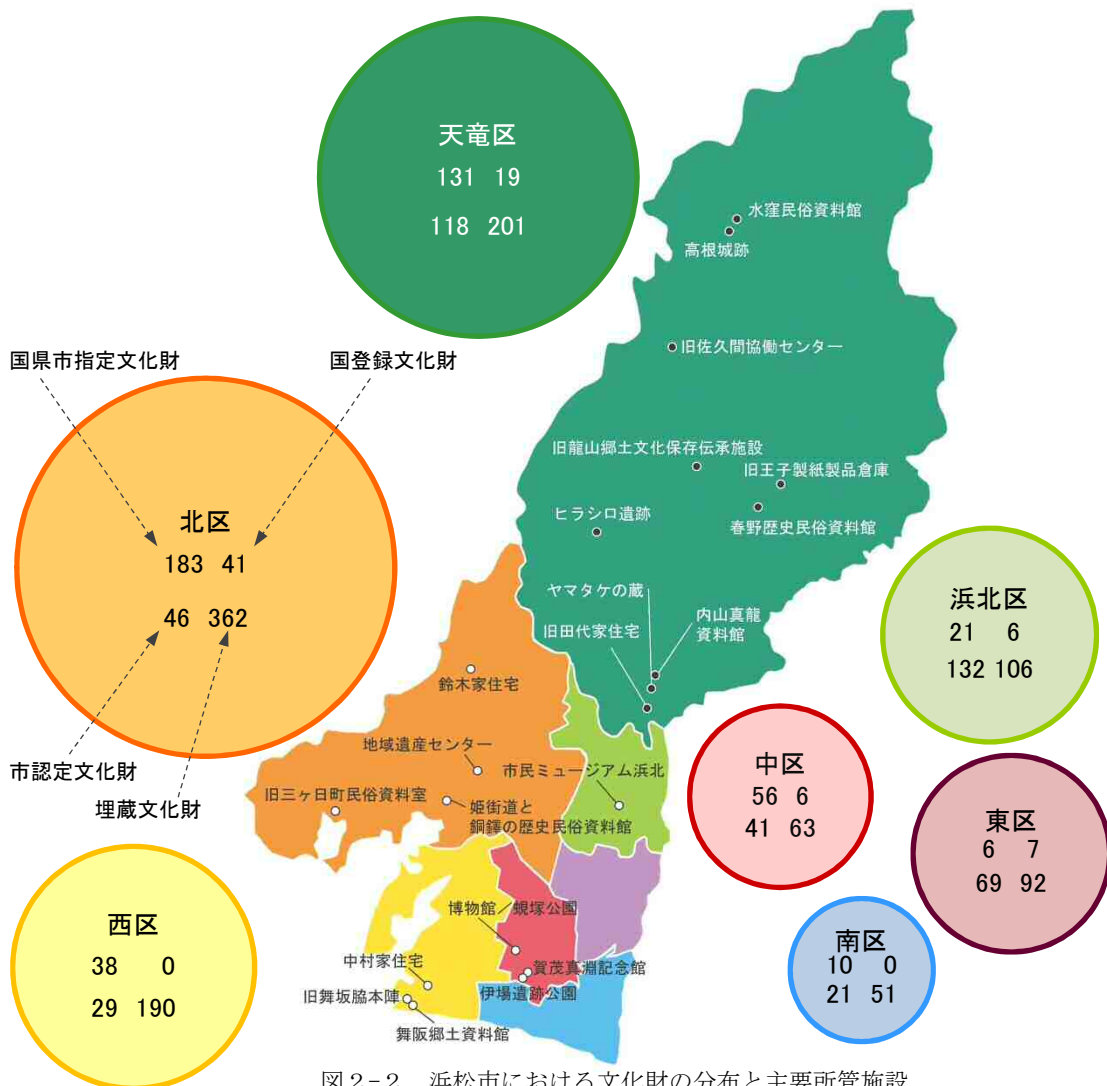 天竜区
131 19
118 201
水窪民俗資料館
高根城跡
旧佐久間協働センター
国県市指定文化財
国登録文化財
旧龍山郷土文化保存伝承施設
旧王子製紙製品倉庫
ヒラシロ遺跡
春野歴史民俗資料館
北区
183 41
46 362
市認定文化財
埋蔵文化財
ヤマタケの蔵
内山真龍
資料館
旧田代家住宅
浜北区
21 6
132 106
鈴木家住宅
地域遺産センター
市民ミュージアム浜北
旧三ヶ日町民俗資料室
姫街道と
銅鐸の歴史民俗資料館
中区
56 6
41 63
東区
6 7
69 92
西区
38 0
29 190
博物館/蜆塚公園
中村家住宅
賀茂真淵記念館
旧舞坂脇本陣
伊場遺跡公園
舞阪郷土資料館
南区
10 0
21 51
図2-2 浜松市における文化財の分布と主要所管施設